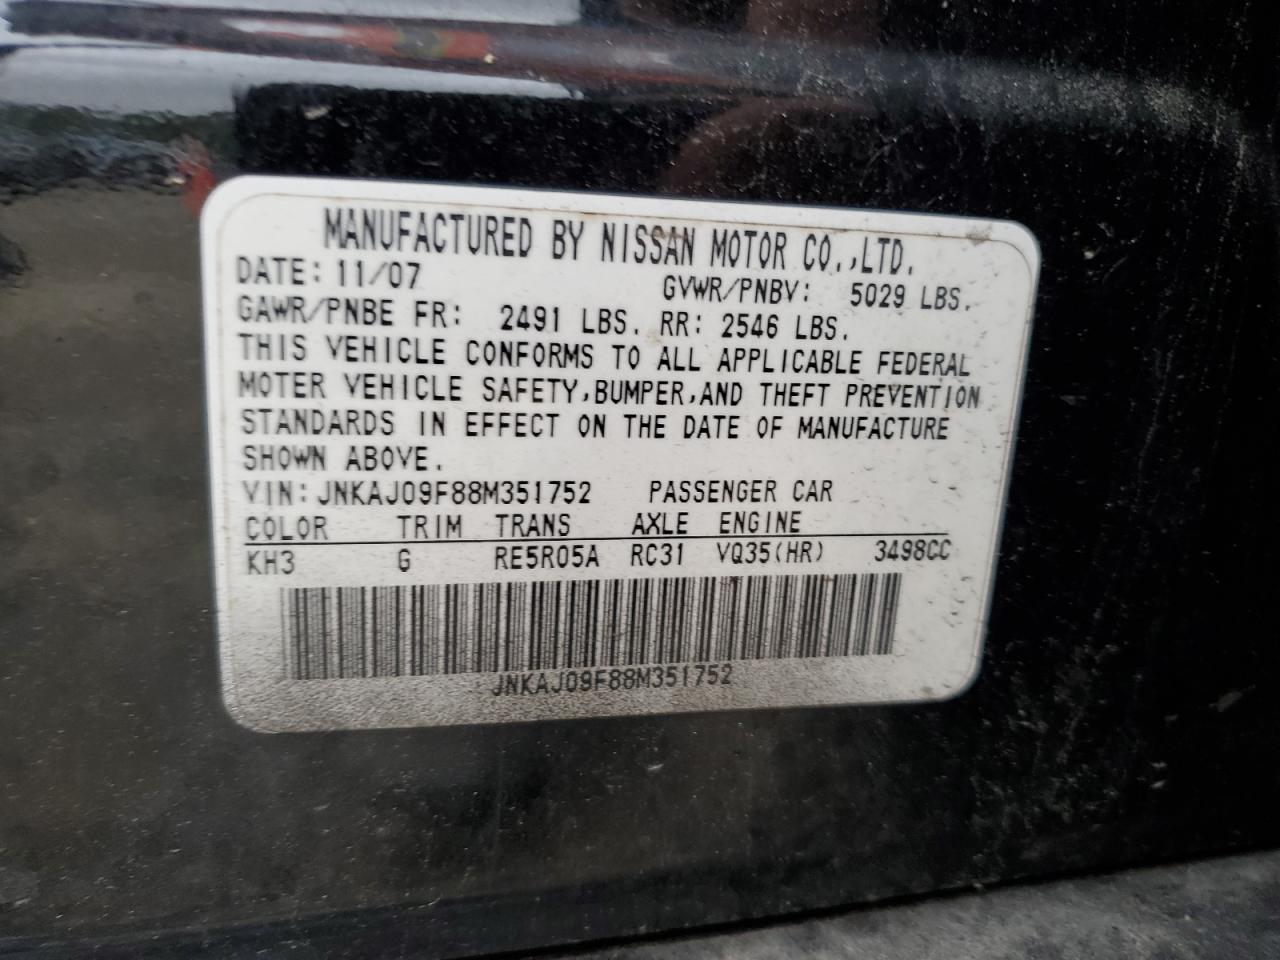 MANUFACTURED BY NISSAN MOTOR CO.,LTD.
DATE: 11/07 GVWR/PNBV: 5029 LBS.
GAWR/PNBE FR: 2491 LBS. RR: 2546 LBS.
THIS VEHICLE CONFORMS TO ALL APPLICABLE FEDERAL
MOTER VEHICLE SAFETY,BUMPER,AND THEFT PREVENTION
STANDARDS IN EFFECT ON THE DATE OF MANUFACTURE
SHOWN ABOVE.
VIN: JNKAJ09F88M351752 PASSENGER CAR
COLOR TRIM TRANS AXLE ENGINE
KH3 G RE5R05A RC31 VQ35(HR) 3498CC
JNKAJ09F88M351752